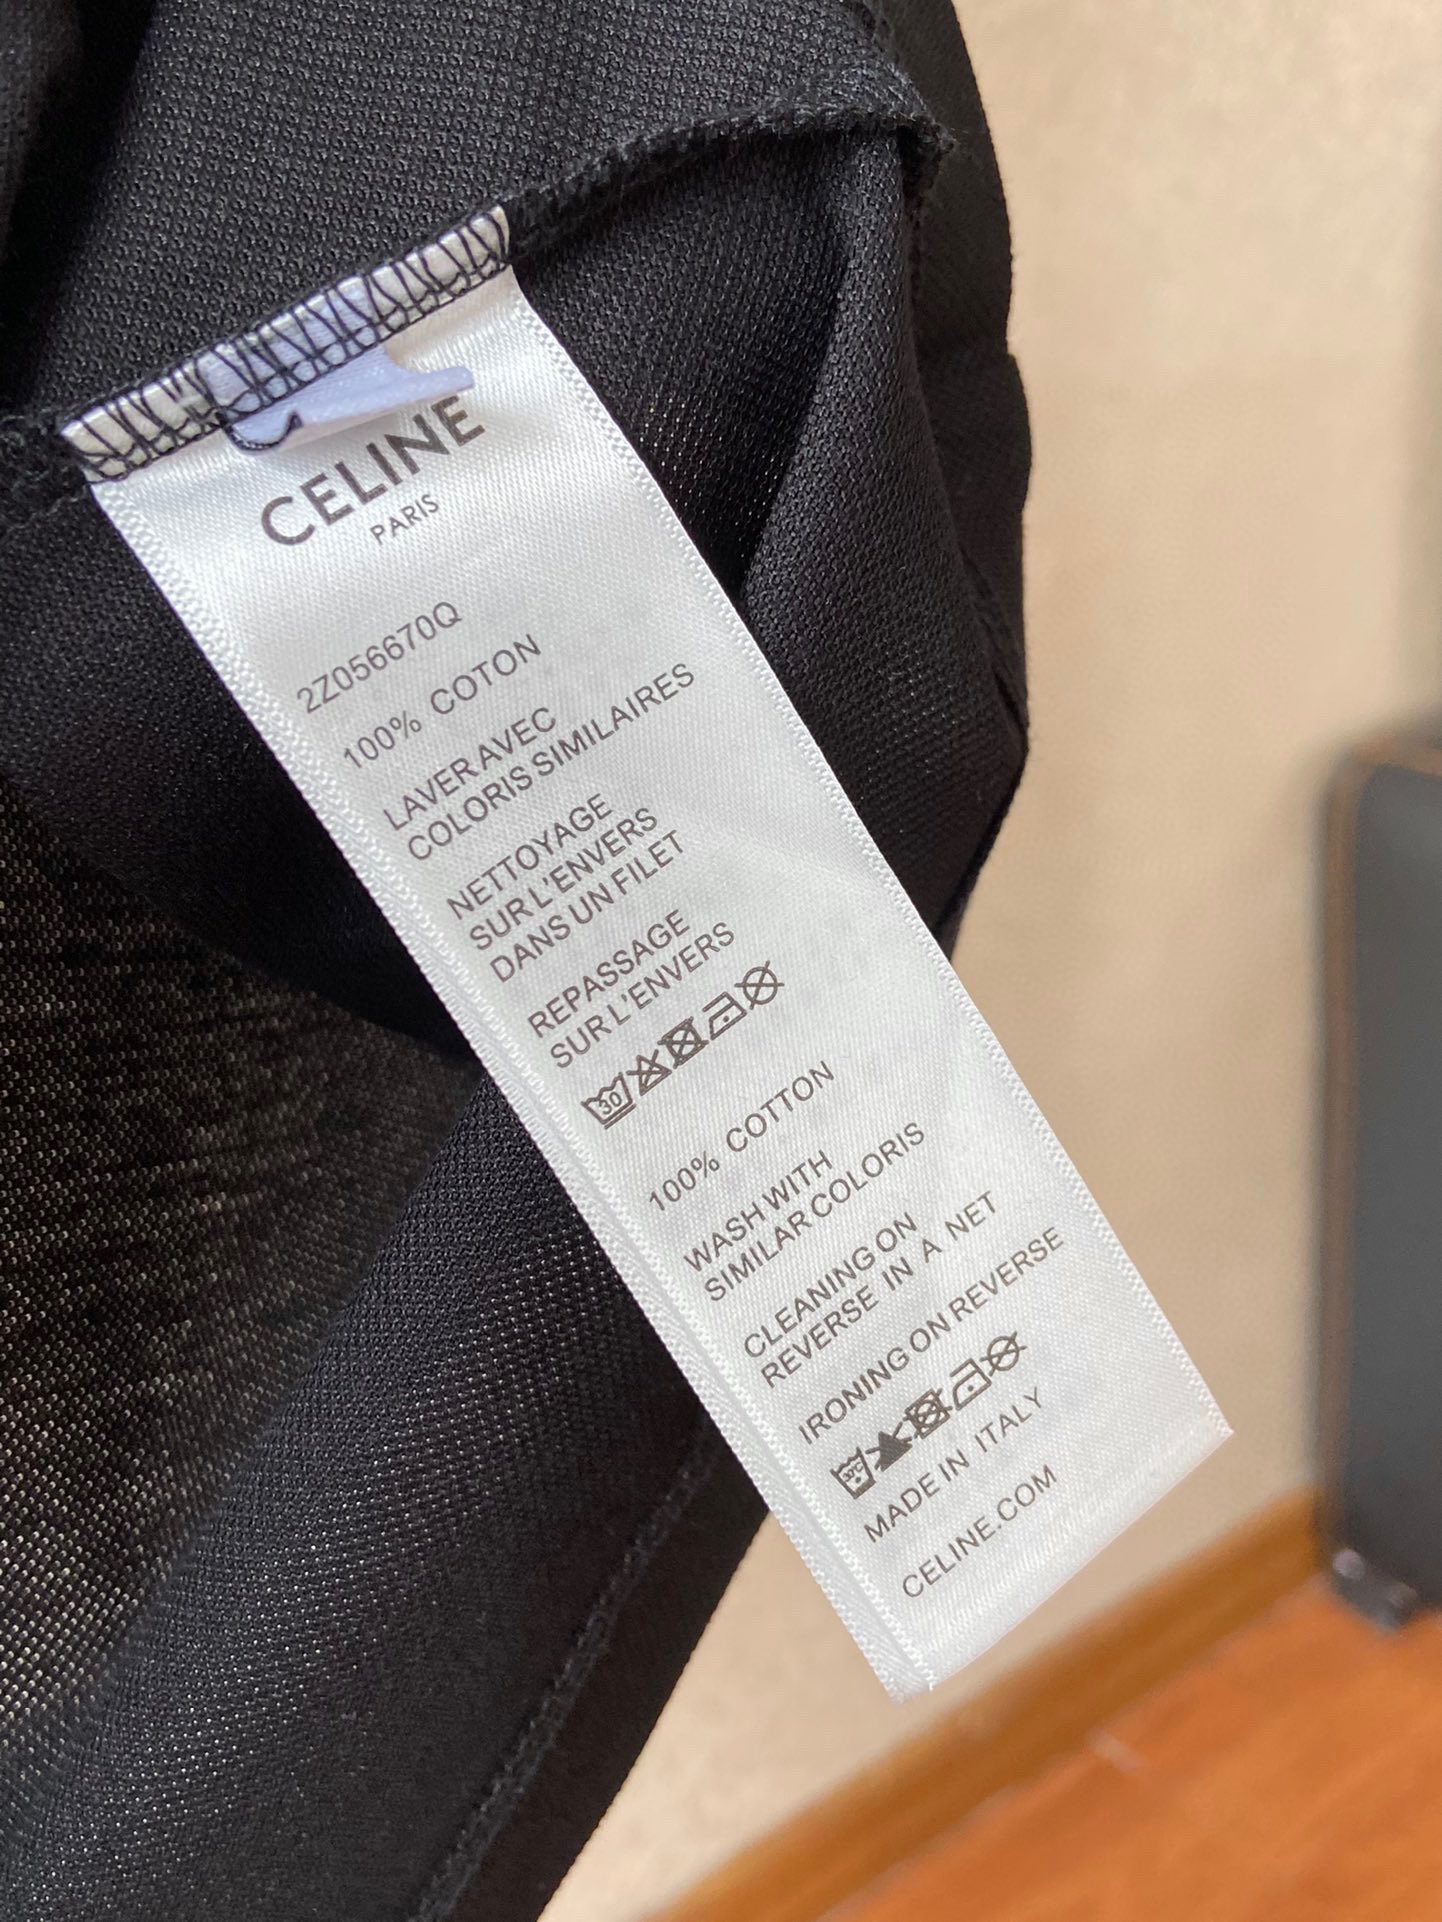 CELINE
PARIS
2Z056670Q
100% COTON
LAVER AVEC
COLORIS SIMILAIRES
NETTOYAGE
SUR L'ENVERS
DANS UN FILET
REPASSAGE
SUR L'ENVERS
30
100% COTTON
WASH WITH
SIMILAR COLORIS
CLEANING ON
REVERSE IN A NET
IRONING ON REVERSE
30°C
MADE IN ITALY
CELINE.COM